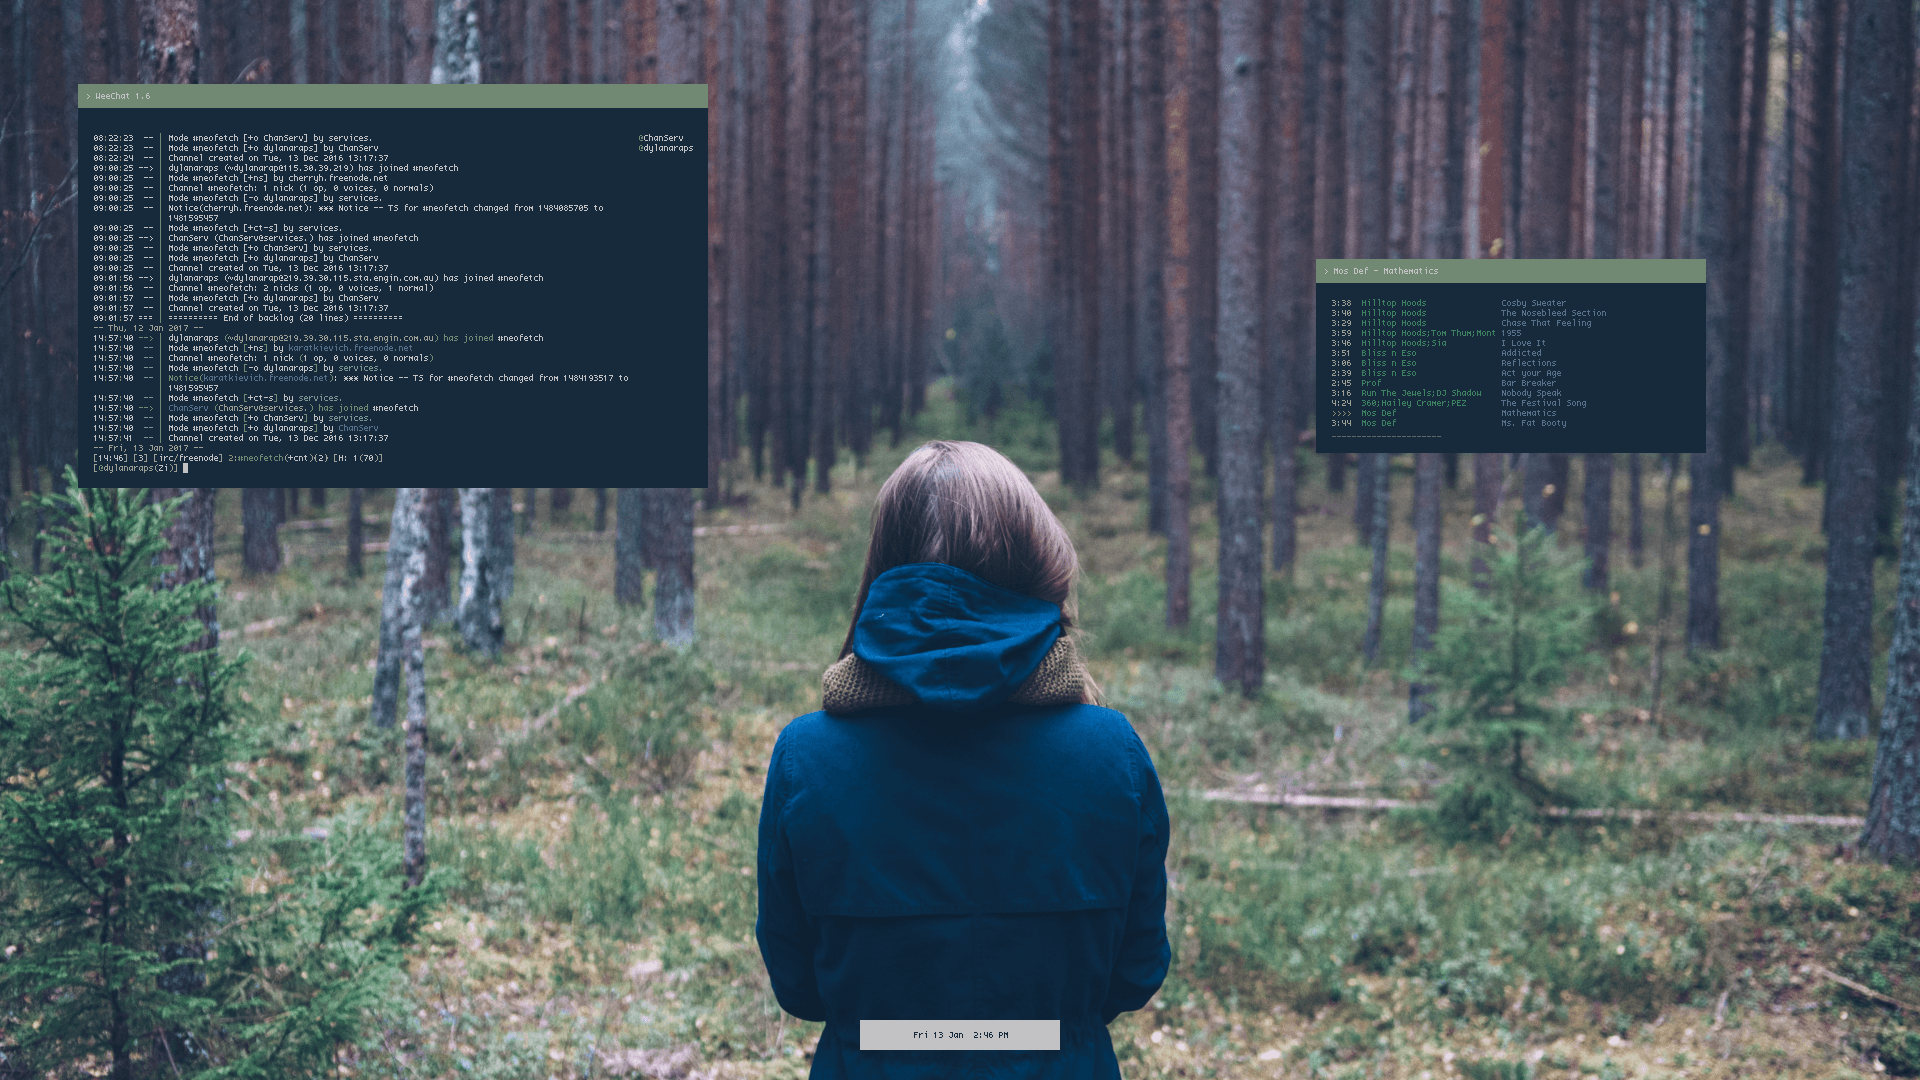 > WeeChat 1.6
08:22:23 -- | Mode #neofetch [+o ChanServ] by services. @ChanServ
08:22:23 -- | Mode #neofetch [+o dylanaraps] by ChanServ @dylanaraps
08:22:24 -- | Channel created on Tue, 13 Dec 2016 13:17:37
09:00:25 --> | dylanaraps (~dylanarap@115.30.39.219) has joined #neofetch
09:00:25 -- | Mode #neofetch [+ns] by cherryh.freenode.net
09:00:25 -- | Channel #neofetch: 1 nick (1 op, 0 voices, 0 normals)
09:00:25 -- | Mode #neofetch [-o dylanaraps] by services.
09:00:25 -- | Notice(cherryh.freenode.net): *** Notice -- TS for #neofetch changed from 1484085705 to
| 1481595457
09:00:25 -- | Mode #neofetch [+ct-s] by services.
09:00:25 --> | ChanServ (ChanServ@services.) has joined #neofetch
09:00:25 -- | Mode #neofetch [+o ChanServ] by services.
09:00:25 -- | Mode #neofetch [+o dylanaraps] by ChanServ
09:00:25 -- | Channel created on Tue, 13 Dec 2016 13:17:37
09:01:56 --> | dylanaraps (~dylanarap@219.39.30.115.sta.engin.com.au) has joined #neofetch
09:01:56 -- | Channel #neofetch: 2 nicks (1 op, 0 voices, 1 normal)
09:01:57 -- | Mode #neofetch [+o dylanaraps] by ChanServ
09:01:57 -- | Channel created on Tue, 13 Dec 2016 13:17:37
09:01:57 === | ========== End of backlog (20 lines) ==========
-- Thu, 12 Jan 2017 --
14:57:40 --> | dylanaraps (~dylanarap@219.39.30.115.sta.engin.com.au) has joined #neofetch
14:57:40 -- | Mode #neofetch [+ns] by karatkievich.freenode.net
14:57:40 -- | Channel #neofetch: 1 nick (1 op, 0 voices, 0 normals)
14:57:40 -- | Mode #neofetch [-o dylanaraps] by services.
14:57:40 -- | Notice(karatkievich.freenode.net): *** Notice -- TS for #neofetch changed from 1484193517 to
| 1481595457
14:57:40 -- | Mode #neofetch [+ct-s] by services.
14:57:40 --> | ChanServ (ChanServ@services.) has joined #neofetch
14:57:40 -- | Mode #neofetch [+o ChanServ] by services.
14:57:40 -- | Mode #neofetch [+o dylanaraps] by ChanServ
14:57:41 -- | Channel created on Tue, 13 Dec 2016 13:17:37
-- Fri, 13 Jan 2017 --
[14:46] [3] [irc/freenode] 2:#neofetch(+cnt){2} [H: 1(70)]
[@dylanaraps(Zi)]
> Mos Def - Mathematics
3:38 Hilltop Hoods Cosby Sweater
3:40 Hilltop Hoods The Nosebleed Section
3:29 Hilltop Hoods Chase That Feeling
3:59 Hilltop Hoods;Tom Thum;Mont 1955
3:46 Hilltop Hoods;Sia I Love It
3:51 Bliss n Eso Addicted
3:06 Bliss n Eso Reflections
2:39 Bliss n Eso Act your Age
2:45 Prof Bar Breaker
3:16 Run The Jewels;DJ Shadow Nobody Speak
4:24 360;Hailey Cramer;PEZ The Festival Song
>>>> Mos Def Mathematics
3:44 Mos Def Ms. Fat Booty
----------------------
Fri 13 Jan 2:46 PM